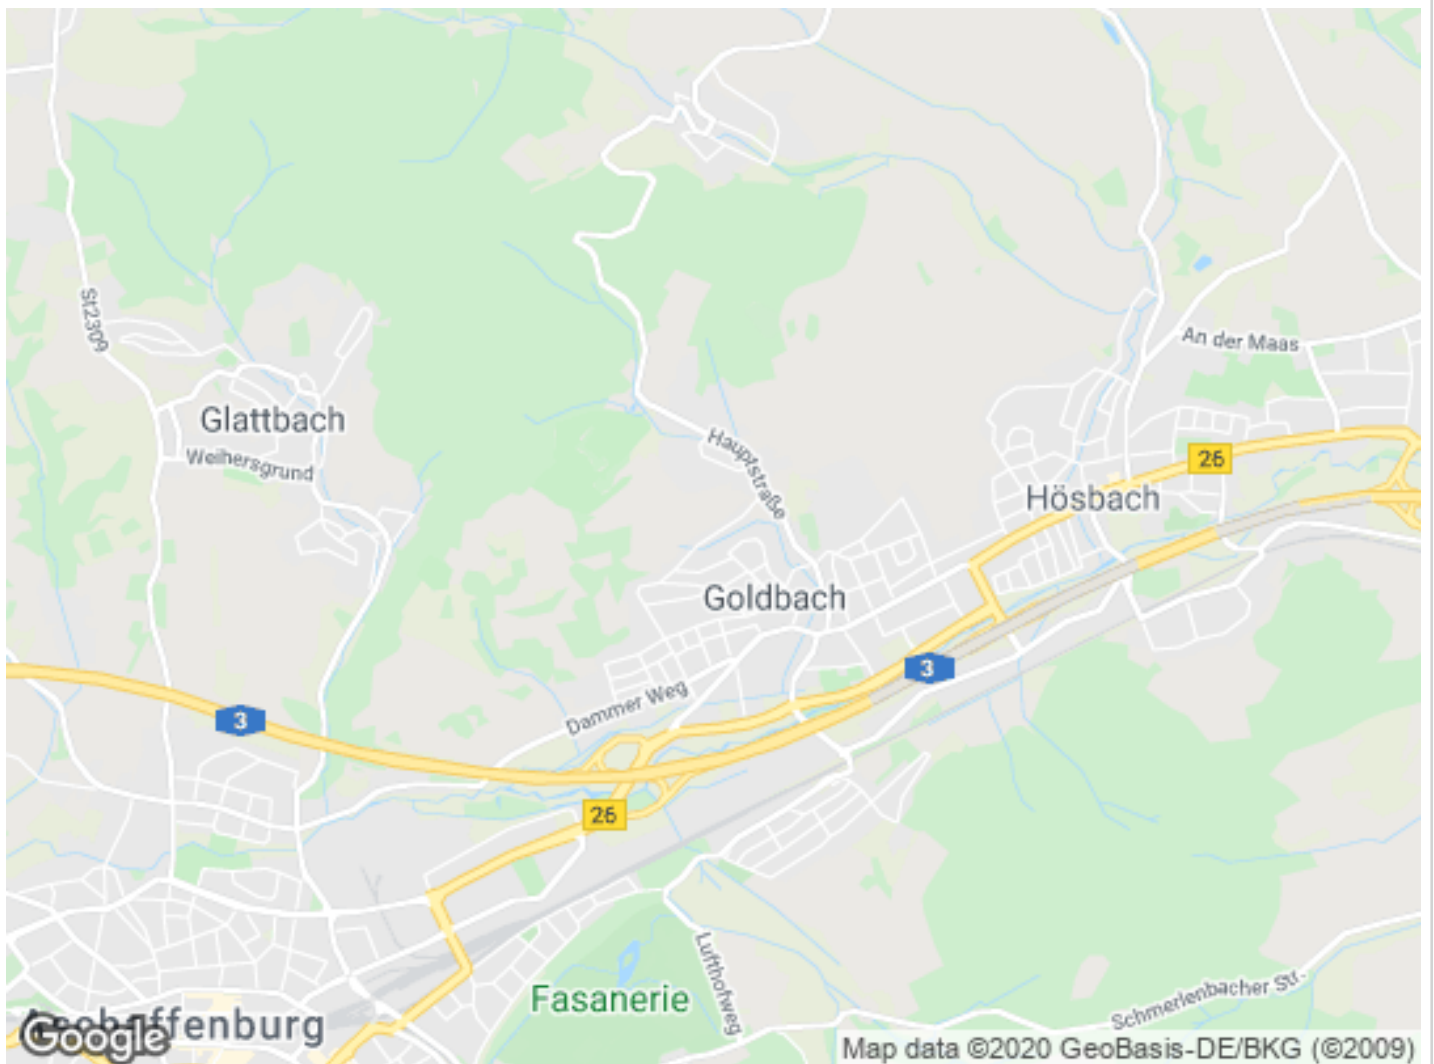 St2309
An der Maas
Glattbach
Weihersgrund
Hauptstraße
26
Hösbach
Goldbach
3
Dammer Weg
3
26
Lufthofweg
Fasanerie
Schmerlenbacher Str.
Aschaffenburg
Google
Map data ©2020 GeoBasis-DE/BKG (©2009)